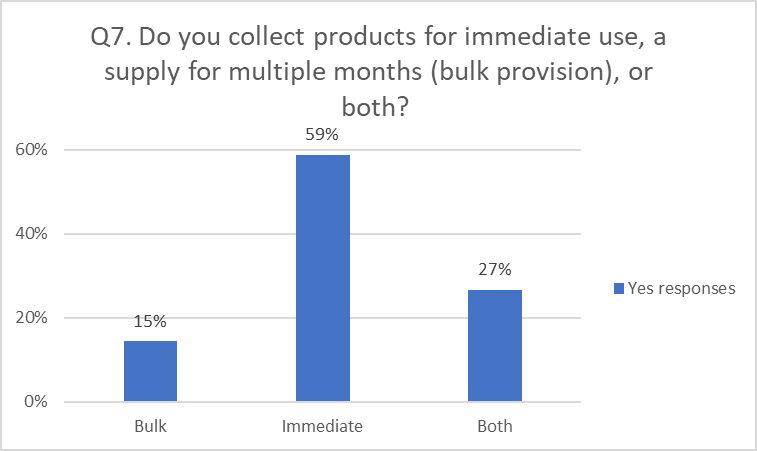 Q7. Do you collect products for immediate use, a
supply for multiple months (bulk provision), or
both?
60%
40%
20%
0%
15%
59%
27%
Bulk
Immediate
Both
Yes responses